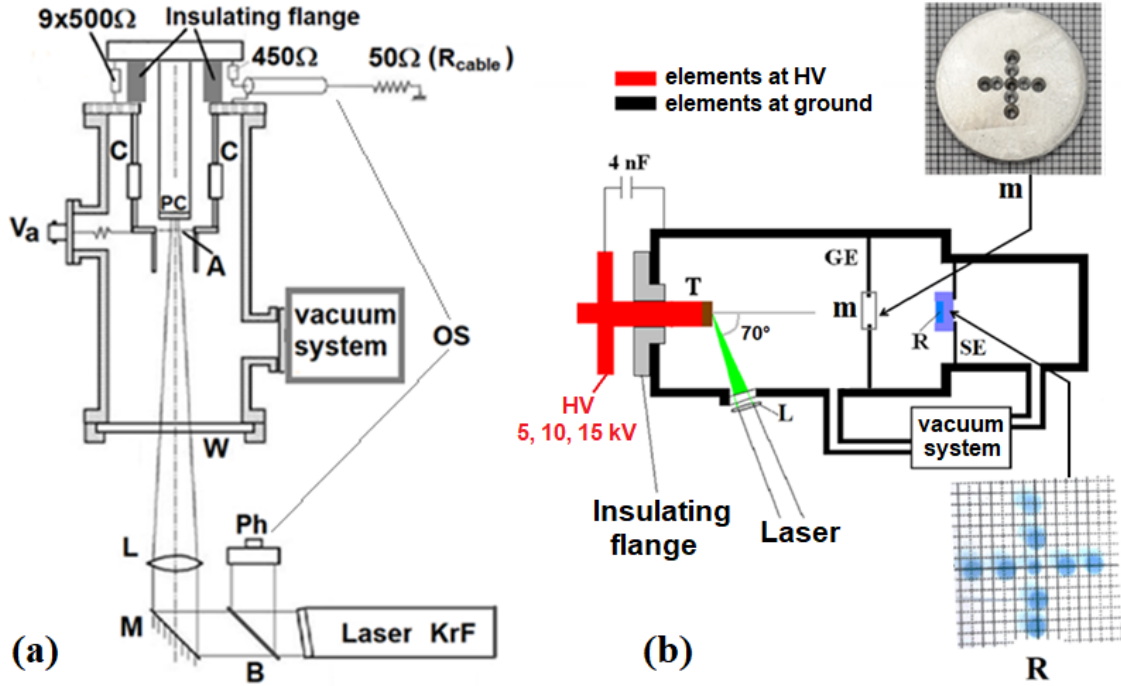 9x500Ω
Insulating flange
450Ω
50Ω (Rcable)
C
C
PC
Va
A
vacuum
system
OS
W
Ph
L
M
Laser KrF
B
(a)
elements at HV
elements at ground
m
4 nF
GE
T
m
R
SE
70°
HV
5, 10, 15 kV
L
vacuum
system
Insulating
flange
Laser
(b)
R